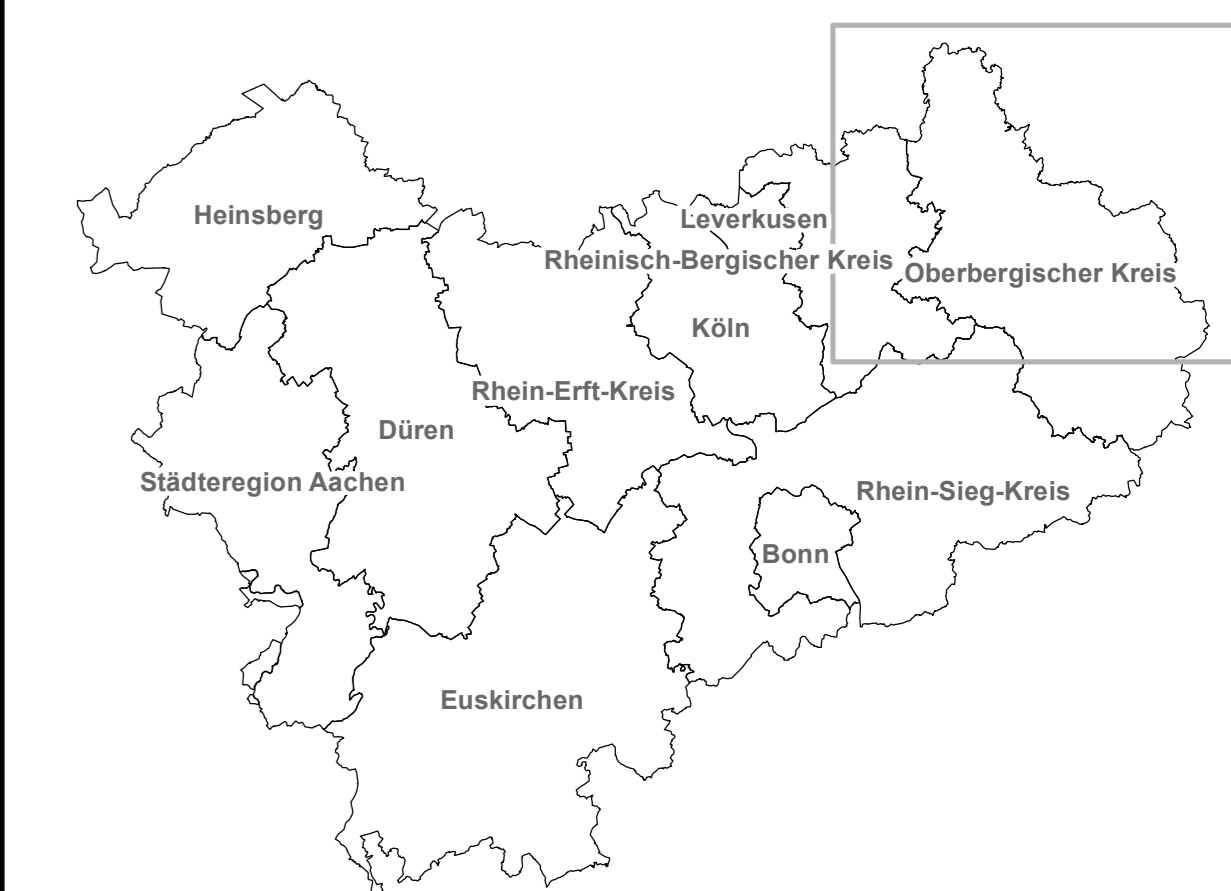 Heinsberg
Leverkusen
Rheinisch-Bergischer Kreis
Oberbergischer Kreis
Köln
Rhein-Erft-Kreis
Düren
Städteregion Aachen
Rhein-Sieg-Kreis
Bonn
Euskirchen